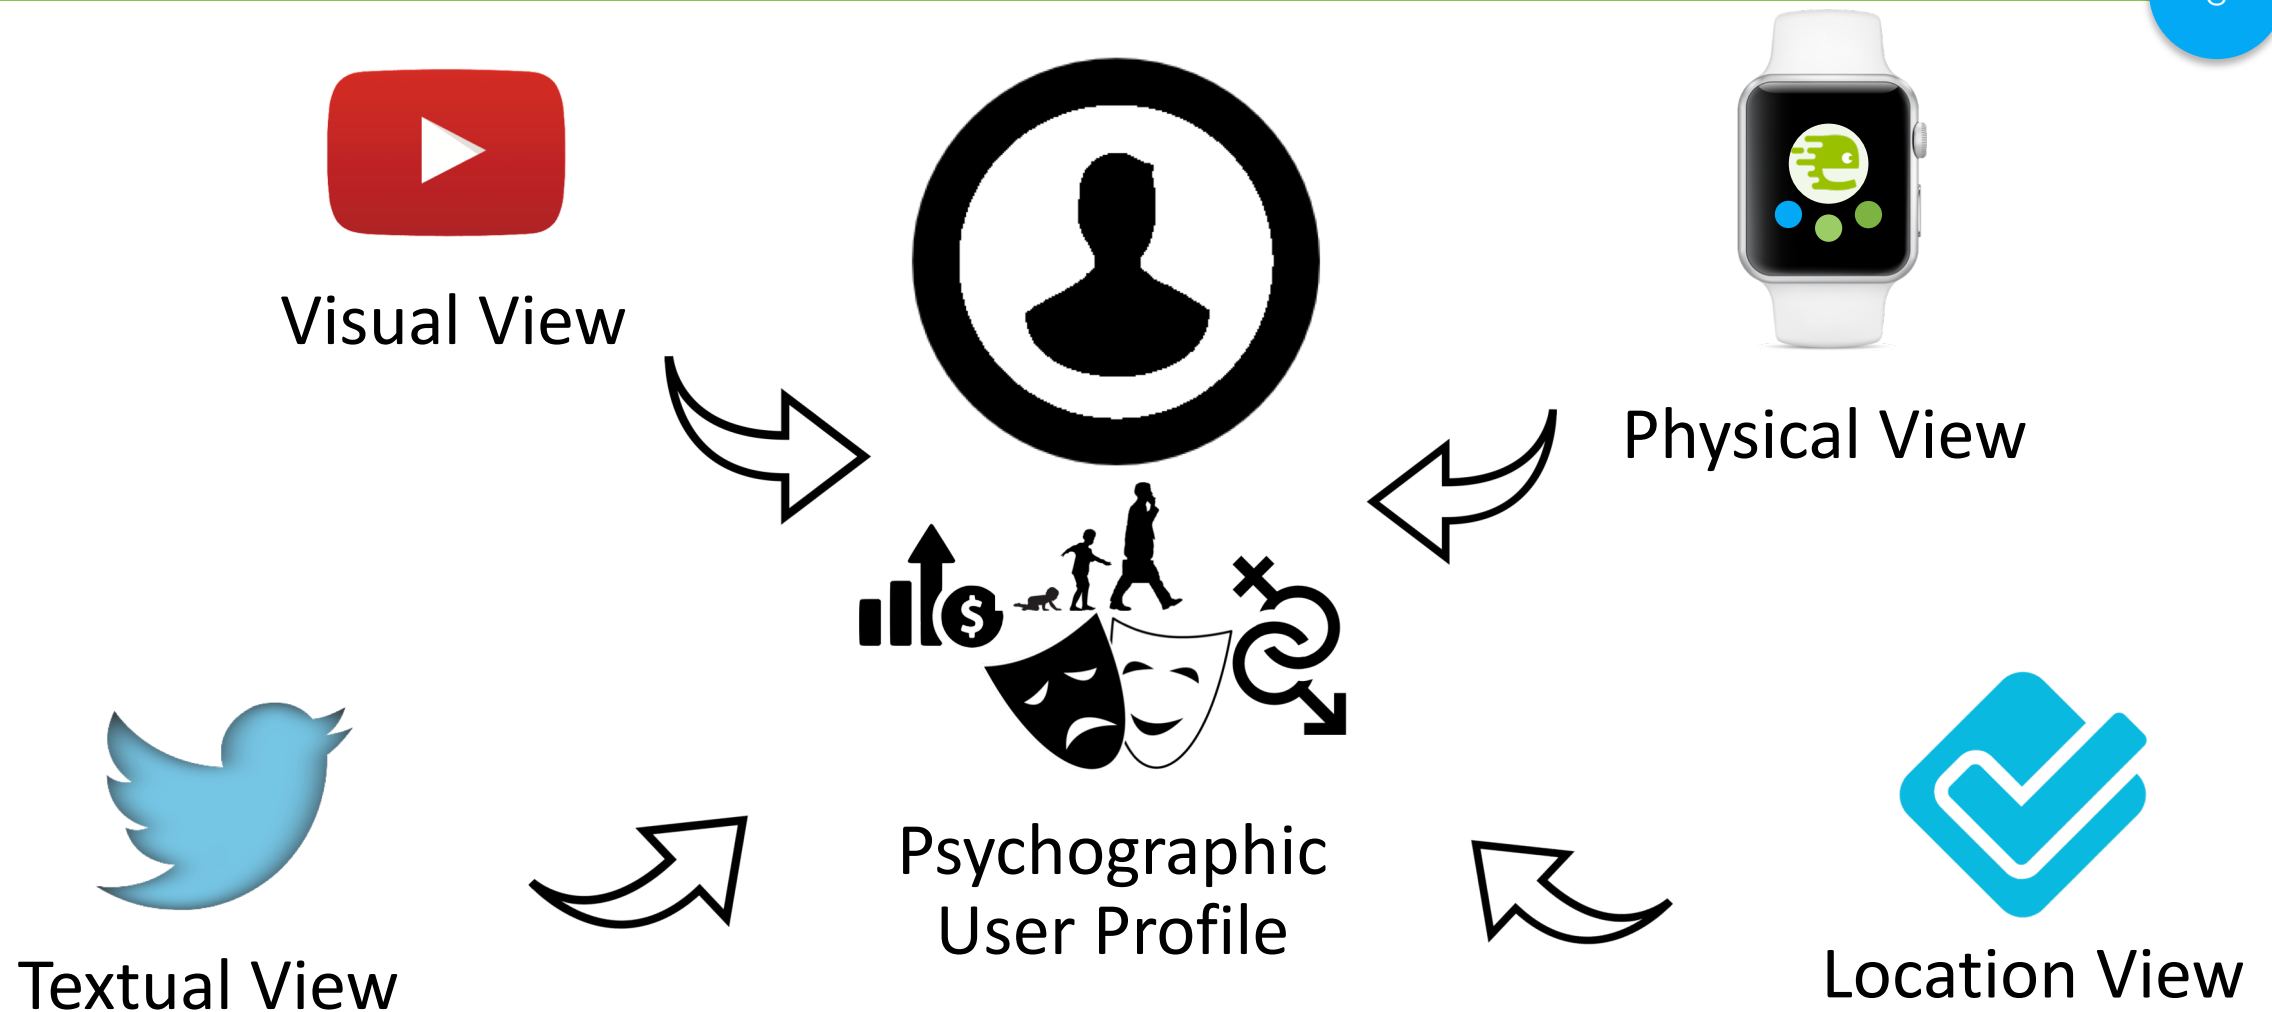 Visual View
Physical View
$
Psychographic
User Profile
Textual View
Location View